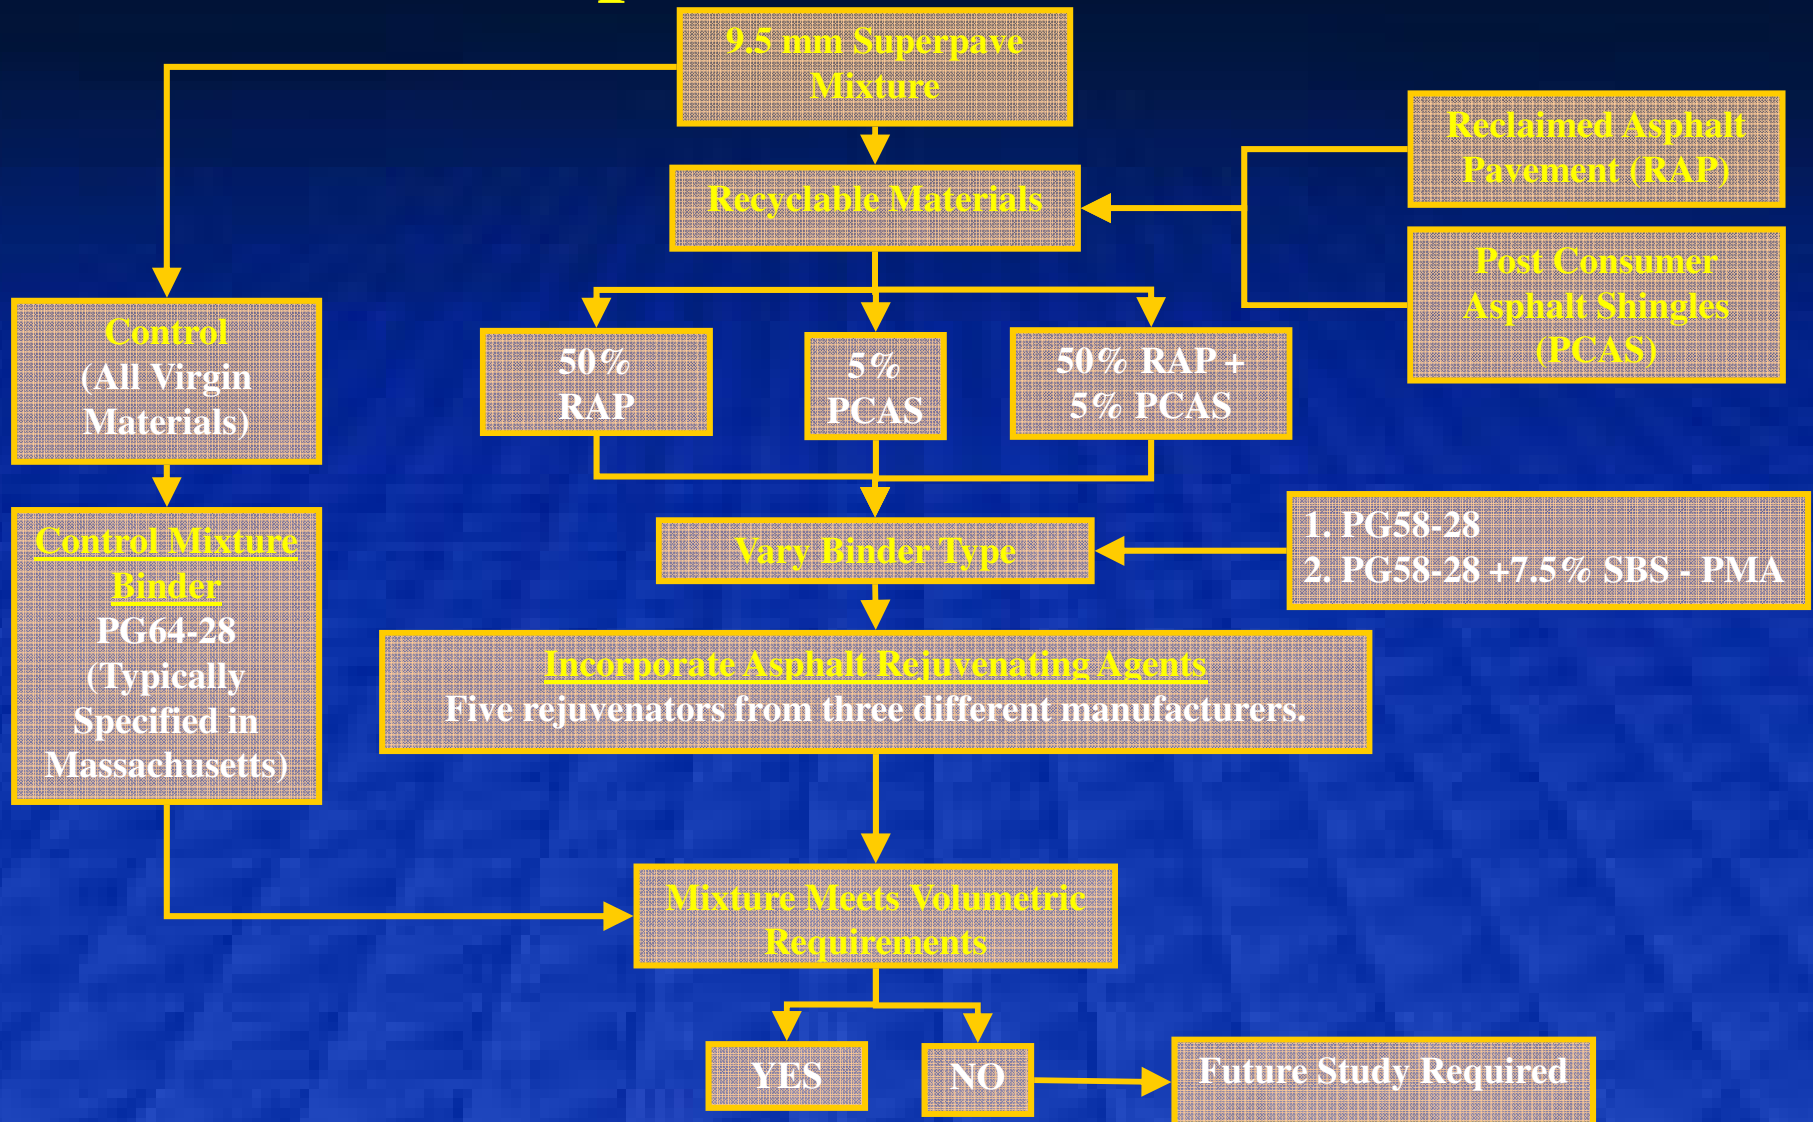 9.5 mm Superpave
Mixture
Reclaimed Asphalt
Pavement (RAP)
Recyclable Materials
Post Consumer
Asphalt Shingles
(PCAS)
Control
(All Virgin
Materials)
50%
RAP
5%
PCAS
50% RAP +
5% PCAS
Control Mixture
Binder
PG64-28
(Typically
Specified in
Massachusetts)
Vary Binder Type
1. PG58-28
2. PG58-28 +7.5% SBS - PMA
Incorporate Asphalt Rejuvenating Agents
Five rejuvenators from three different manufacturers.
Mixture Meets Volumetric
Requirements
YES
NO
Future Study Required